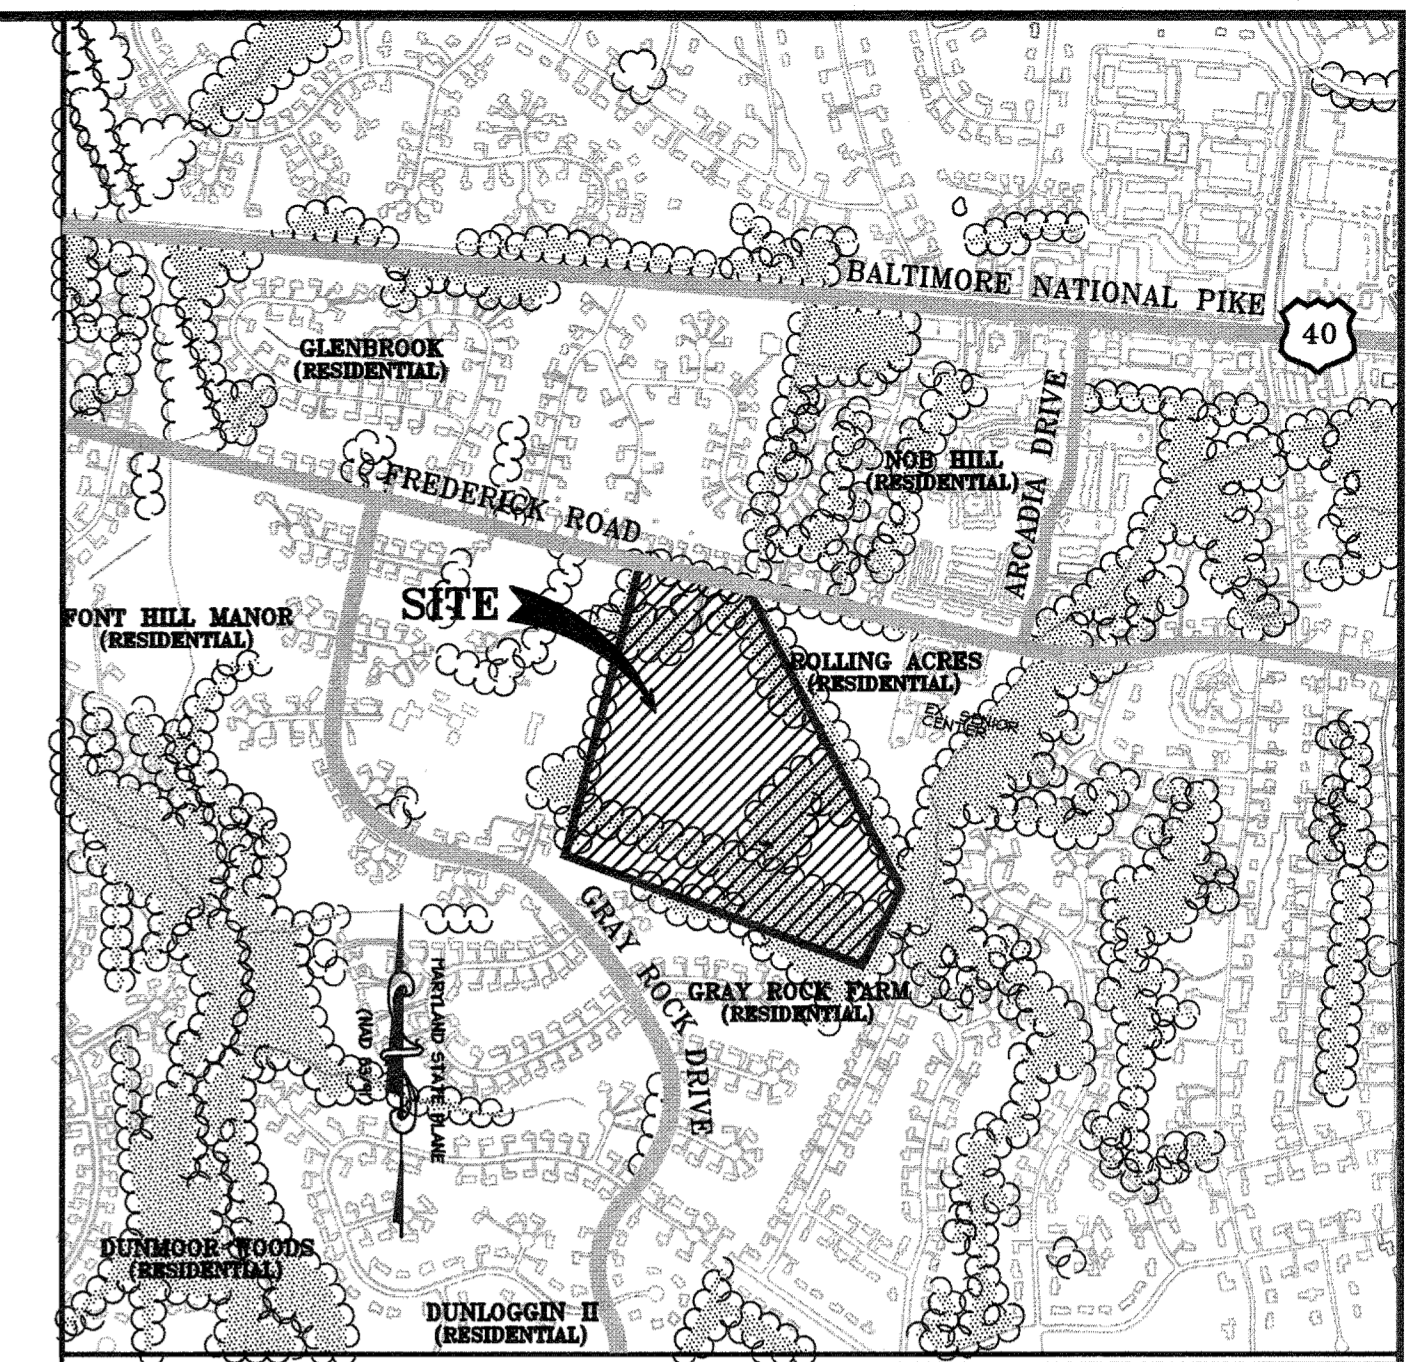 BALTIMORE NATIONAL PIKE
40
GLENBROOK
(RESIDENTIAL)
ARCADIA DRIVE
NOB HILL
(RESIDENTIAL)
FREDERICK ROAD
SITE
FONT HILL MANOR
(RESIDENTIAL)
ROLLING ACRES
(RESIDENTIAL)
EX. SENIOR
CENTER
GRAY ROCK DRIVE
GRAY ROCK FARM
(RESIDENTIAL)
MARYLAND STATE PLANE
(NAD 83/91)
DUNMOOR WOODS
(RESIDENTIAL)
DUNLOGGIN II
(RESIDENTIAL)